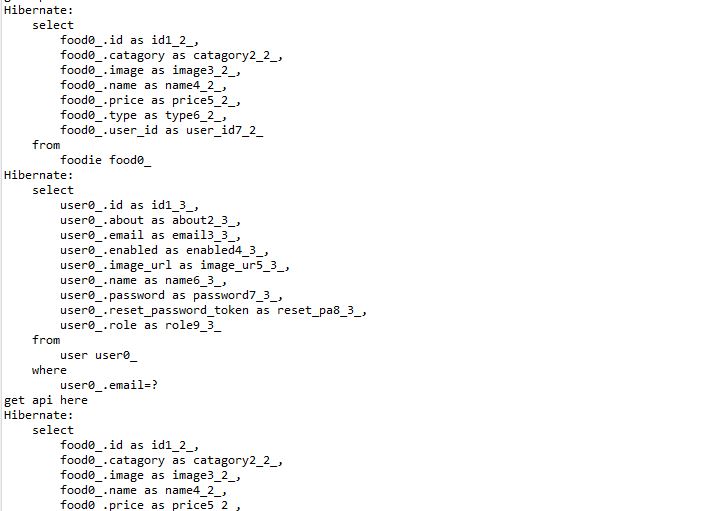 Hibernate:
    select
        food0_.id as id1_2_,
        food0_.catagory as catagory2_2_,
        food0_.image as image3_2_,
        food0_.name as name4_2_,
        food0_.price as price5_2_,
        food0_.type as type6_2_,
        food0_.user_id as user_id7_2_
    from
        foodie food0_
Hibernate:
    select
        user0_.id as id1_3_,
        user0_.about as about2_3_,
        user0_.email as email3_3_,
        user0_.enabled as enabled4_3_,
        user0_.image_url as image_ur5_3_,
        user0_.name as name6_3_,
        user0_.password as password7_3_,
        user0_.reset_password_token as reset_pa8_3_,
        user0_.role as role9_3_
    from
        user user0_
    where
        user0_.email=?
get api here
Hibernate:
    select
        food0_.id as id1_2_,
        food0_.catagory as catagory2_2_,
        food0_.image as image3_2_,
        food0_.name as name4_2_,
        food0_.price as price5_2_,